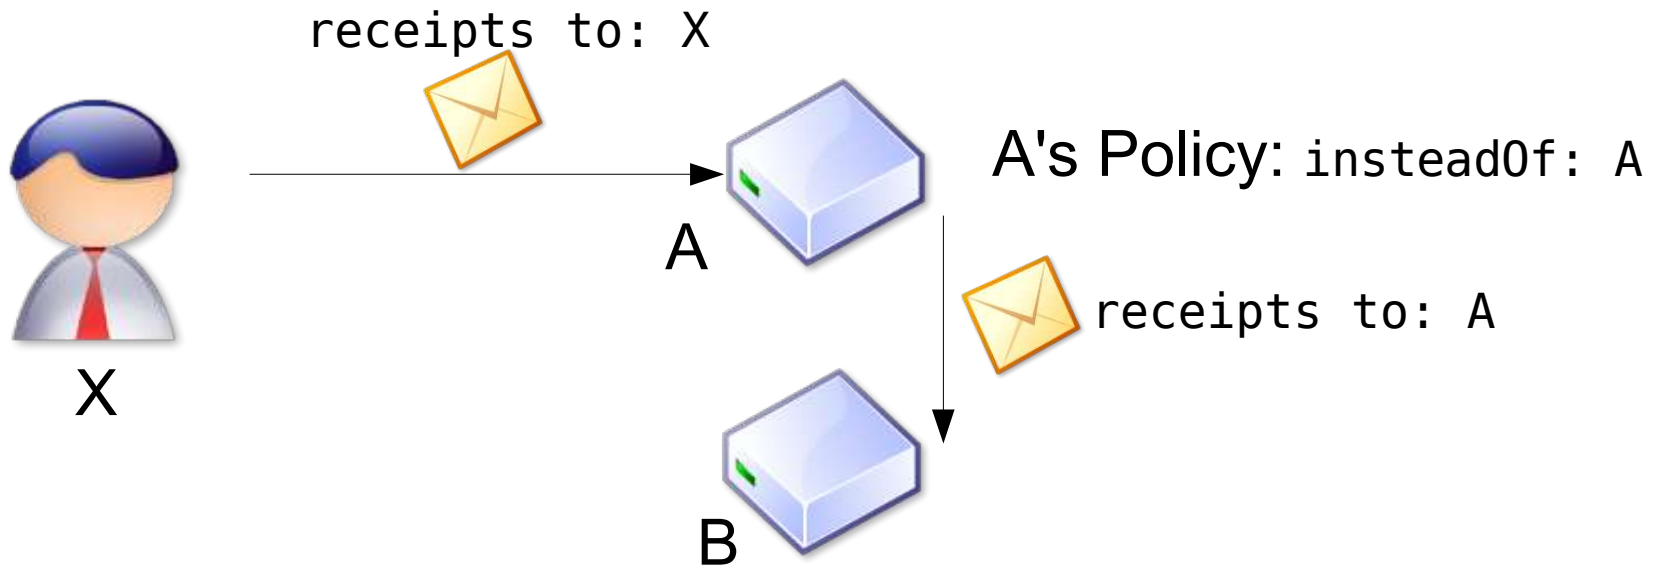 receipts to: X
A's Policy: insteadOf: A
A
receipts to: A
X
B